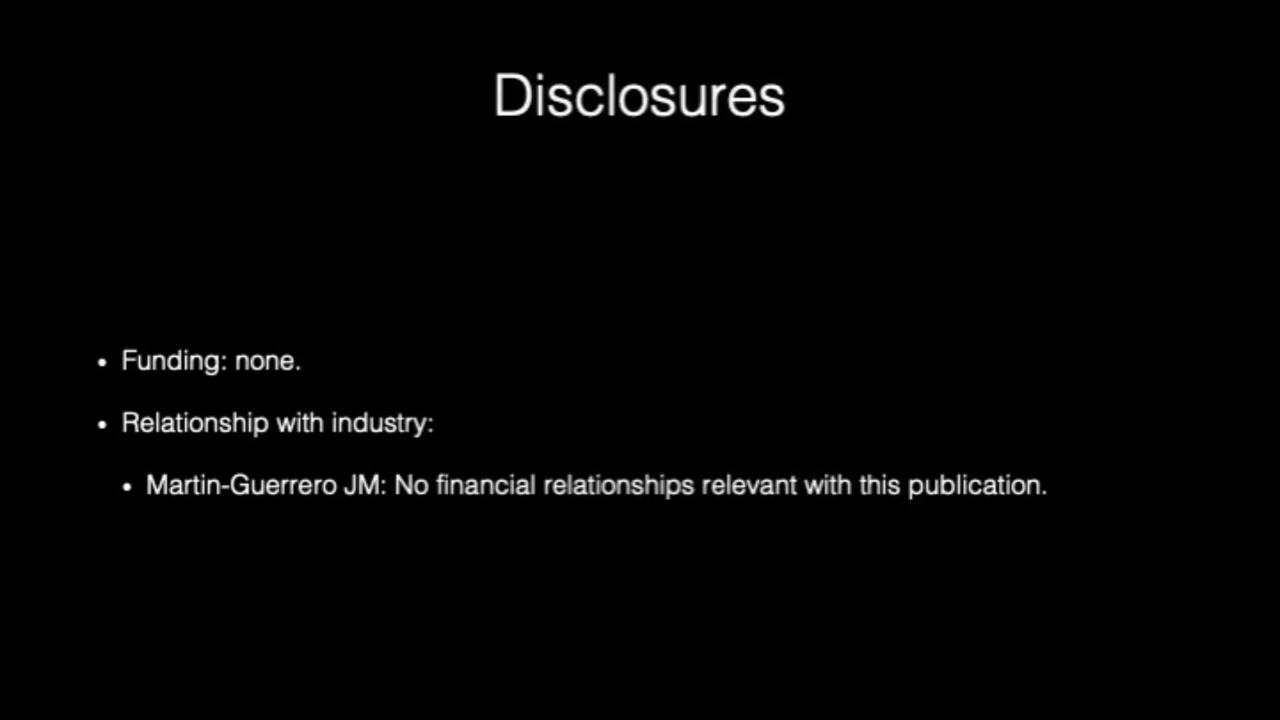 Disclosures
• Funding: none.
• Relationship with industry:
• Martin-Guerrero JM: No financial relationships relevant with this publication.